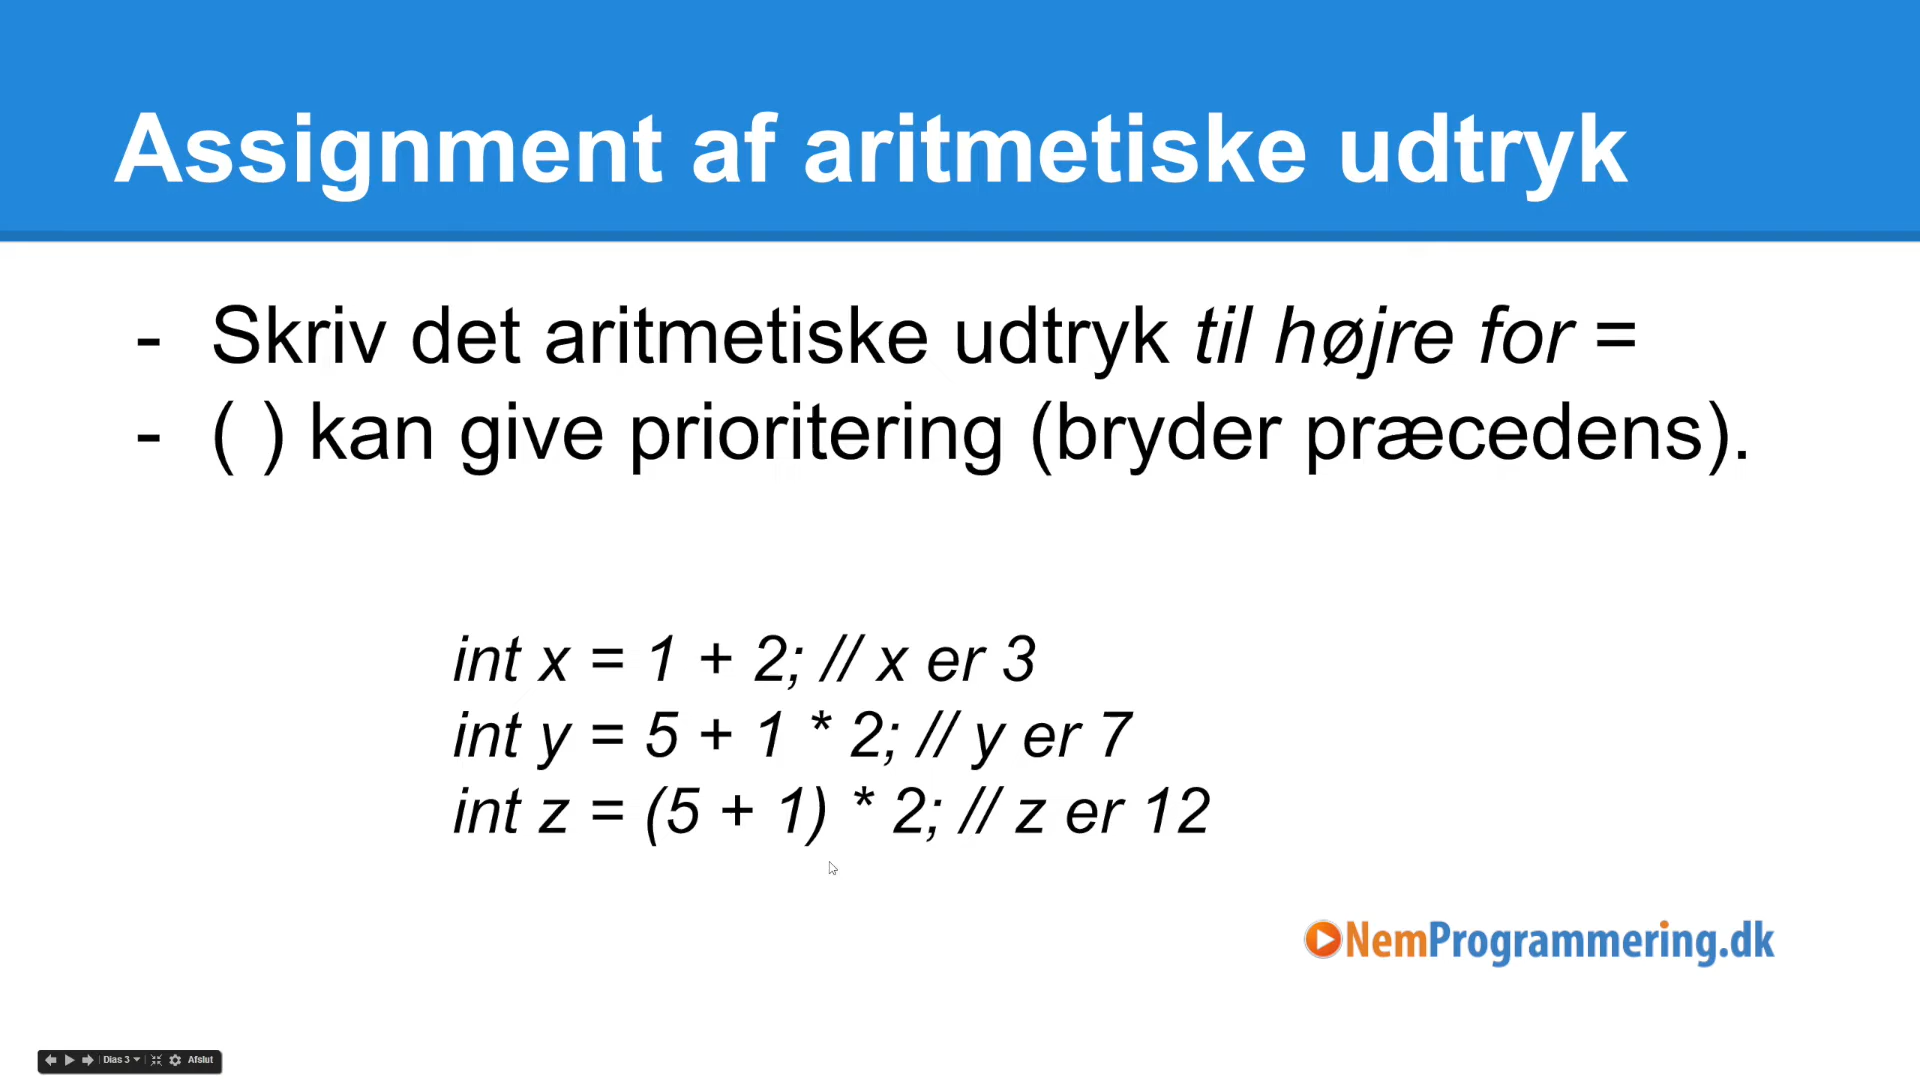 Assignment af aritmetiske udtryk
- Skriv det aritmetiske udtryk til højre for =
- ( ) kan give prioritering (bryder præcedens).
int x = 1 + 2; // x er 3
int y = 5 + 1 * 2; // y er 7
int z = (5 + 1) * 2; // z er 12
NemProgrammering.dk
Dias 3 Afslut